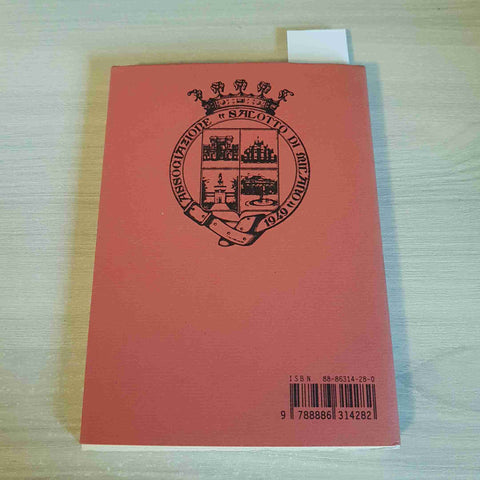 ASSOCIAZIONE "SALOTTO DI MILANO" 1949
ISBN 88-86314-28-0
9 788886 314282